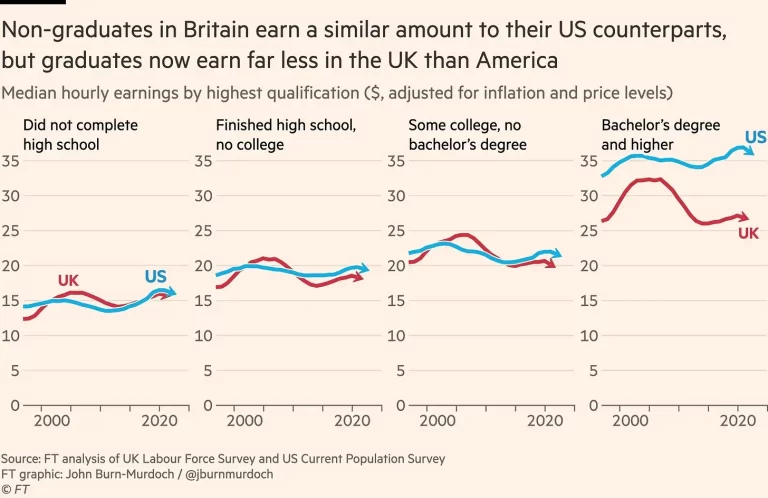 Non-graduates in Britain earn a similar amount to their US counterparts,
but graduates now earn far less in the UK than America
Median hourly earnings by highest qualification ($, adjusted for inflation and price levels)
Did not complete
high school
35
30
25
20
15
10
5
0
UK
US
2000
2020
Finished high school,
no college
35
30
25
20
15
10
5
0
2000
2020
Some college, no
bachelor's degree
35
30
25
20
15
10
5
0
2000
2020
Bachelor's degree
and higher
35
30
25
20
15
10
5
0
US
UK
2000
2020
Source: FT analysis of UK Labour Force Survey and US Current Population Survey
FT graphic: John Burn-Murdoch / @jburnmurdoch
© FT